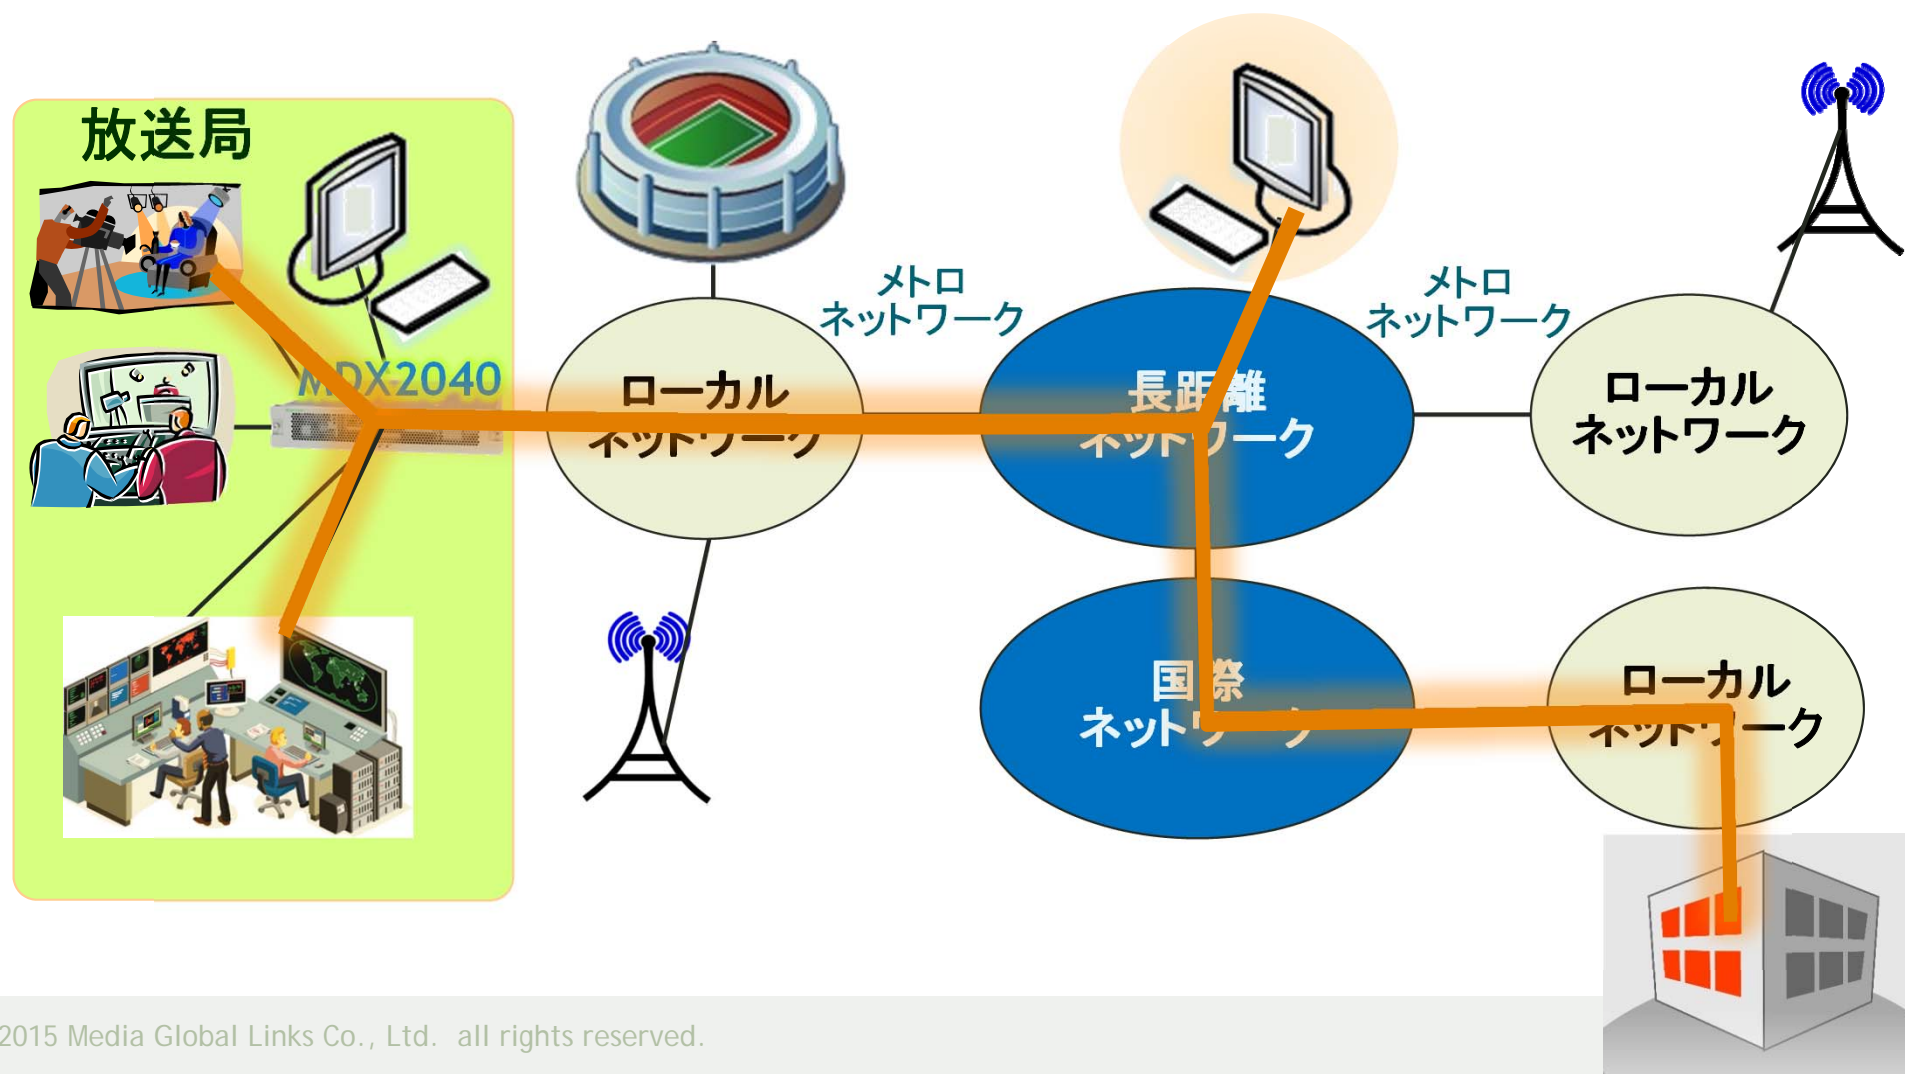 放送局
MDX2040
メトロ
ネットワーク
メトロ
ネットワーク
ローカル
ネットワーク
長距離
ネットワーク
ローカル
ネットワーク
国際
ネットワーク
ローカル
ネットワーク
2015 Media Global Links Co., Ltd. all rights reserved.